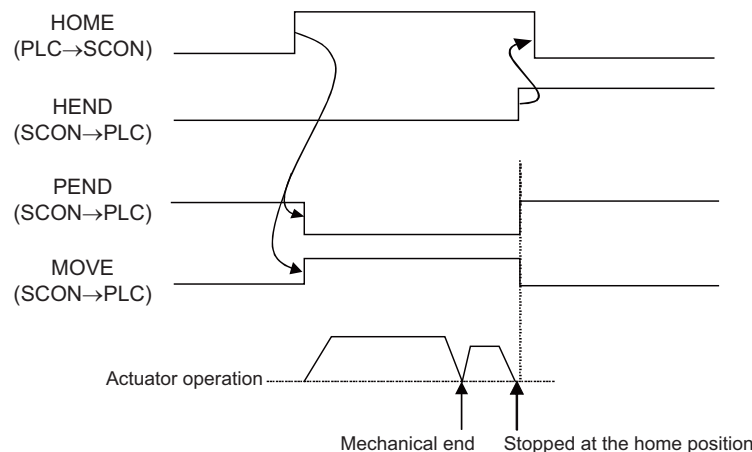 HOME
(PLC→SCON)
HEND
(SCON→PLC)
PEND
(SCON→PLC)
MOVE
(SCON→PLC)
Actuator operation
Mechanical end
Stopped at the home position